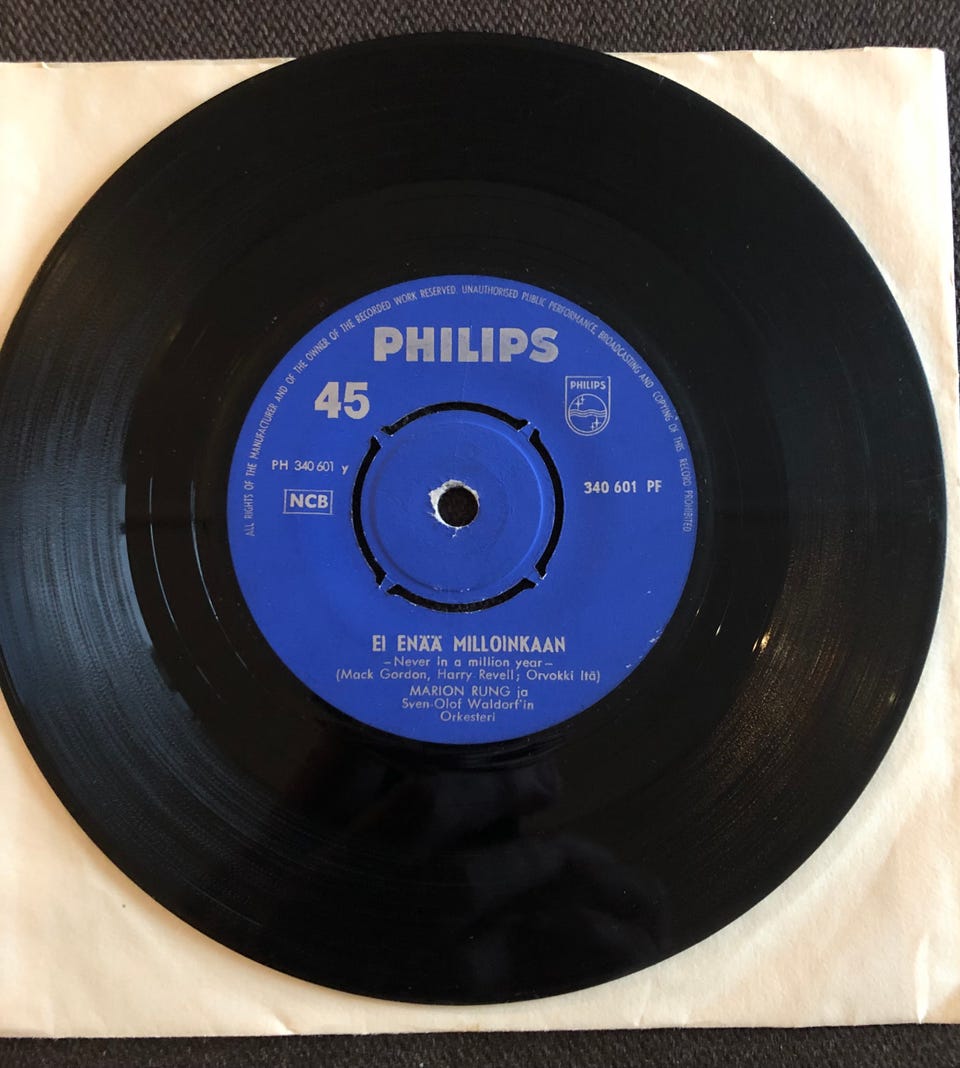 ALL RIGHTS OF THE MANUFACTURER AND OF THE OWNER OF THE RECORDED WORK RESERVED. UNAUTHORISED PUBLIC PERFORMANCE, BROADCASTING AND COPYING OF THIS RECORD PROHIBITED
PHILIPS
45
PHILIPS
PH 340 601 y
NCB
340 601 PF
EI ENÄÄ MILLOINKAAN
-Never in a million year-
(Mack Gordon, Harry Revell; Orvokki Itä)
MARION RUNG ja
Sven-Olof Waldorf'in
Orkesteri